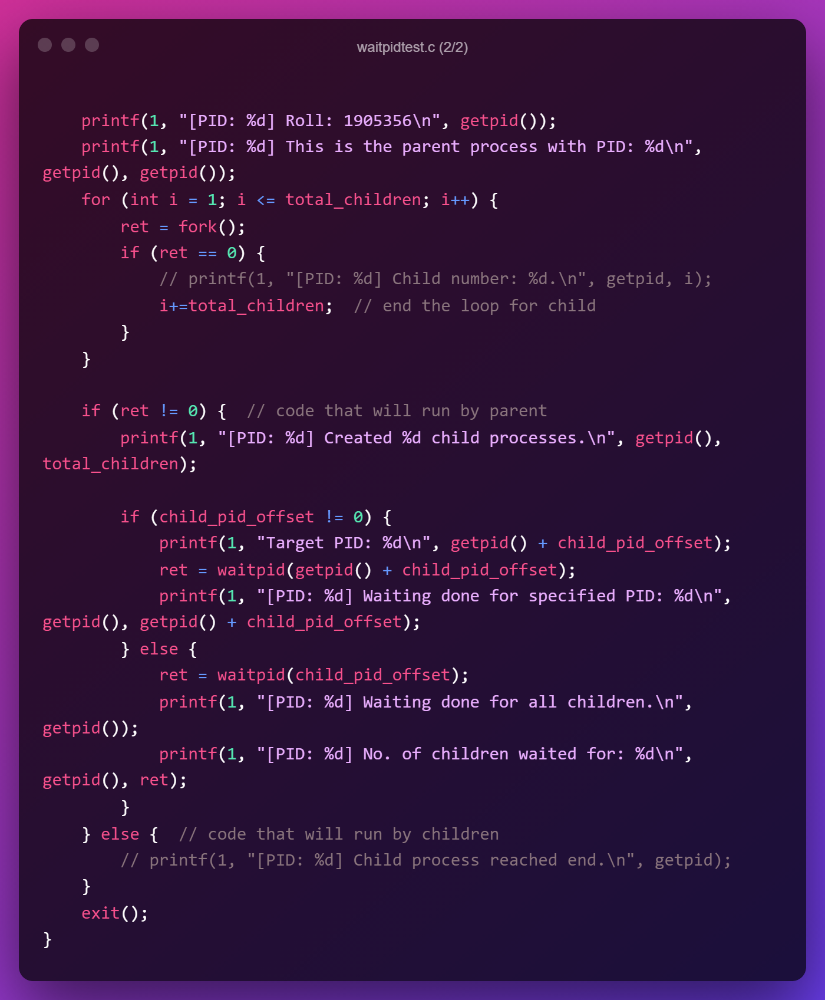 waitpidtest.c (2/2)
    printf(1, "[PID: %d] Roll: 1905356\n", getpid());
    printf(1, "[PID: %d] This is the parent process with PID: %d\n",
getpid(), getpid());
    for (int i = 1; i <= total_children; i++) {
        ret = fork();
        if (ret == 0) {
            // printf(1, "[PID: %d] Child number: %d.\n", getpid, i);
            i+=total_children;  // end the loop for child
        }
    }

    if (ret != 0) {  // code that will run by parent
        printf(1, "[PID: %d] Created %d child processes.\n", getpid(),
total_children);

        if (child_pid_offset != 0) {
            printf(1, "Target PID: %d\n", getpid() + child_pid_offset);
            ret = waitpid(getpid() + child_pid_offset);
            printf(1, "[PID: %d] Waiting done for specified PID: %d\n",
getpid(), getpid() + child_pid_offset);
        } else {
            ret = waitpid(child_pid_offset);
            printf(1, "[PID: %d] Waiting done for all children.\n",
getpid());
            printf(1, "[PID: %d] No. of children waited for: %d\n",
getpid(), ret);
        }
    } else {  // code that will run by children
        // printf(1, "[PID: %d] Child process reached end.\n", getpid);
    }
    exit();
}